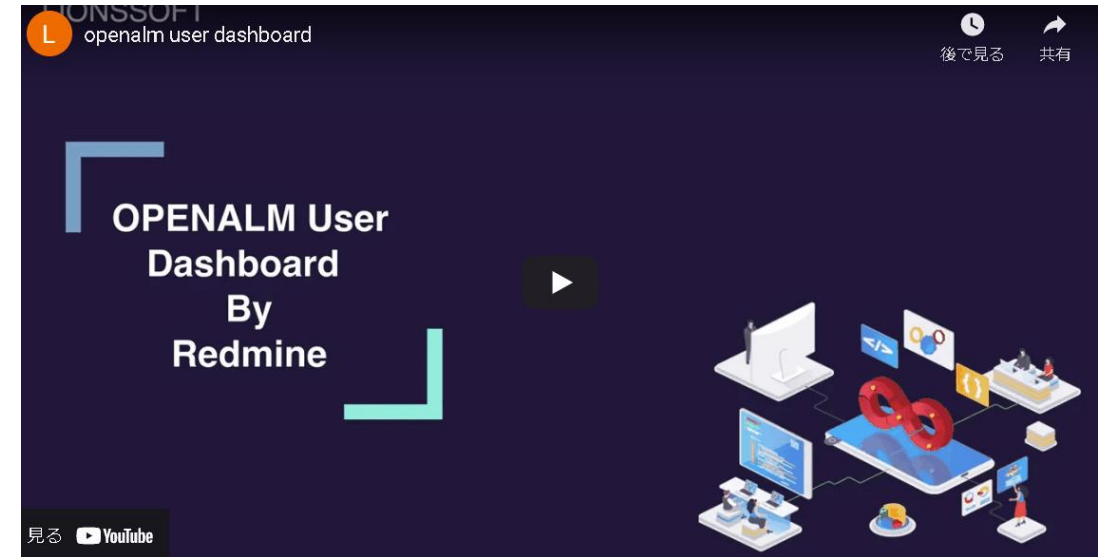 L
openalm user dashboard
後で見る
共有
OPENALM User
Dashboard
By
Redmine
</>
{ }
見る YouTube